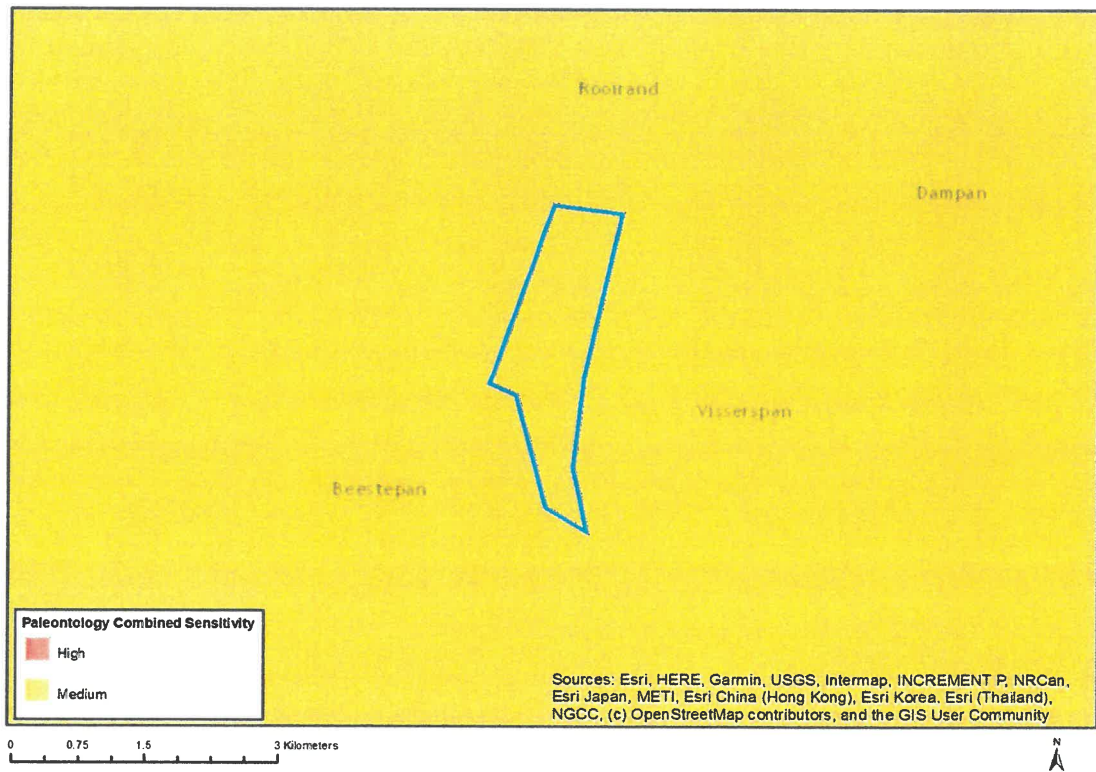 Rooirand
Dampan
Visserspan
Beestepan
Paleontology Combined Sensitivity
High
Medium
Sources: Esri, HERE, Garmin, USGS, Intermap, INCREMENT P, NRCan,
Esri Japan, METI, Esri China (Hong Kong), Esri Korea, Esri (Thailand),
NGCC, (c) OpenStreetMap contributors, and the GIS User Community
0 0.75 1.5 3 Kilometers
N